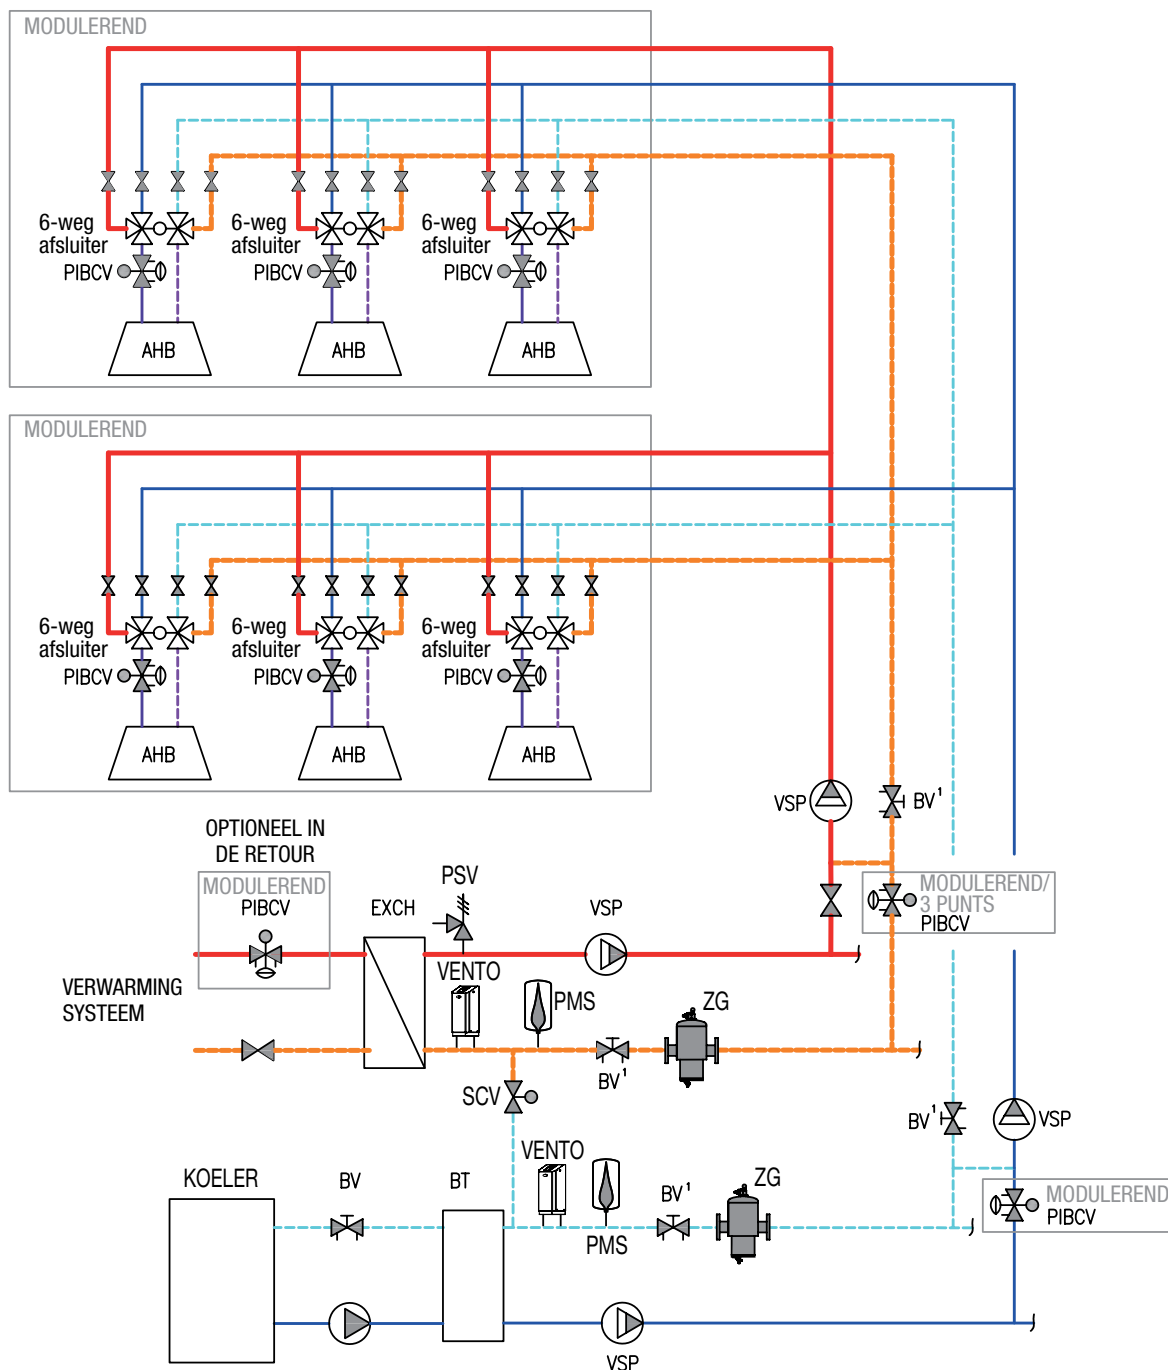 MODULEREND
6-weg
afsluiter
6-weg
afsluiter
6-weg
afsluiter
PIBCV
PIBCV
PIBCV
AHB
AHB
AHB
MODULEREND
6-weg
afsluiter
6-weg
afsluiter
6-weg
afsluiter
PIBCV
PIBCV
PIBCV
AHB
AHB
AHB
VSP
BV¹
OPTIONEEL IN
DE RETOUR
MODULEREND
PIBCV
EXCH
PSV
VSP
MODULEREND/
3 PUNTS
PIBCV
VERWARMING
SYSTEEM
VENTO
PMS
ZG
BV¹
SCV
BV¹
VSP
KOELER
BV
BT
VENTO
PMS
BV¹
ZG
MODULEREND
PIBCV
VSP